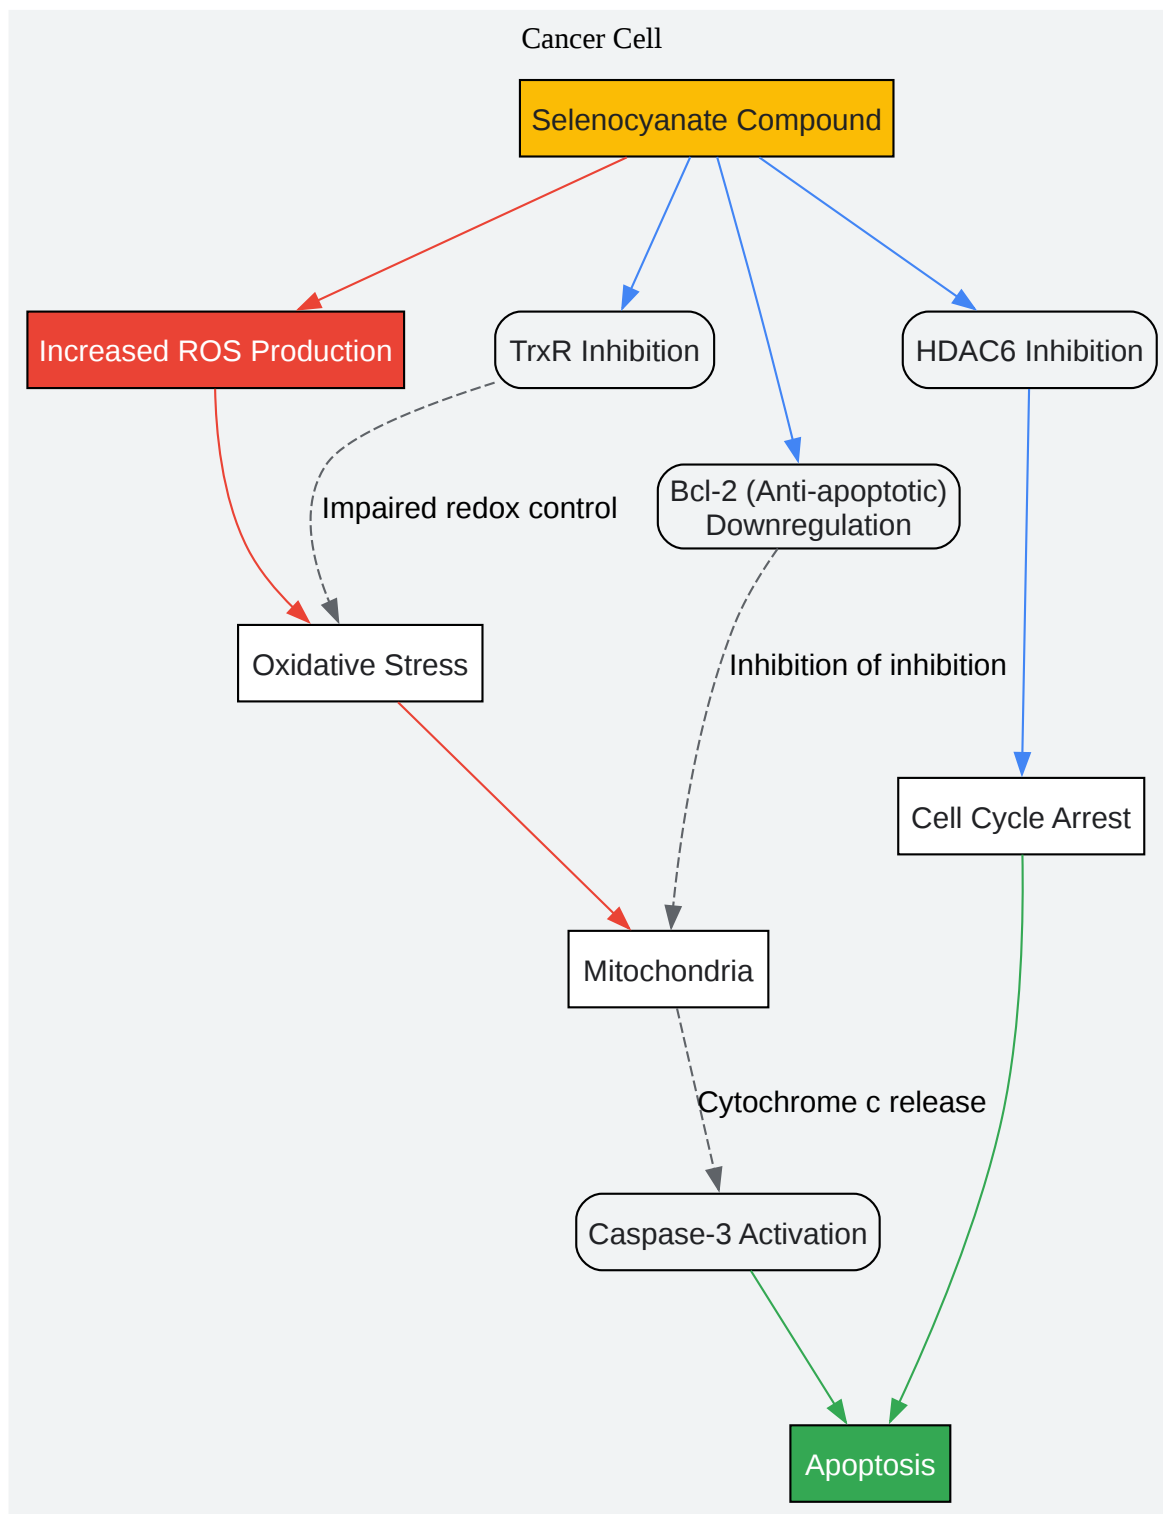 Cancer Cell
Selenocyanate Compound
Increased ROS Production
TrxR Inhibition
HDAC6 Inhibition
Bcl-2 (Anti-apoptotic)
Downregulation
Impaired redox control
Oxidative Stress
Inhibition of inhibition
Cell Cycle Arrest
Mitochondria
Cytochrome c release
Caspase-3 Activation
Apoptosis